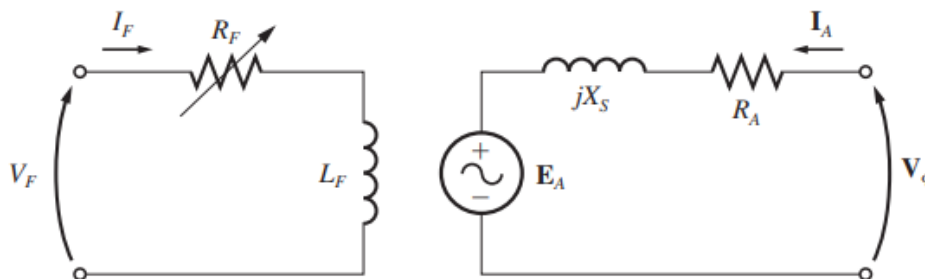 I_F
R_F
I_A
jX_S
R_A
V_F
L_F
+
−
E_A